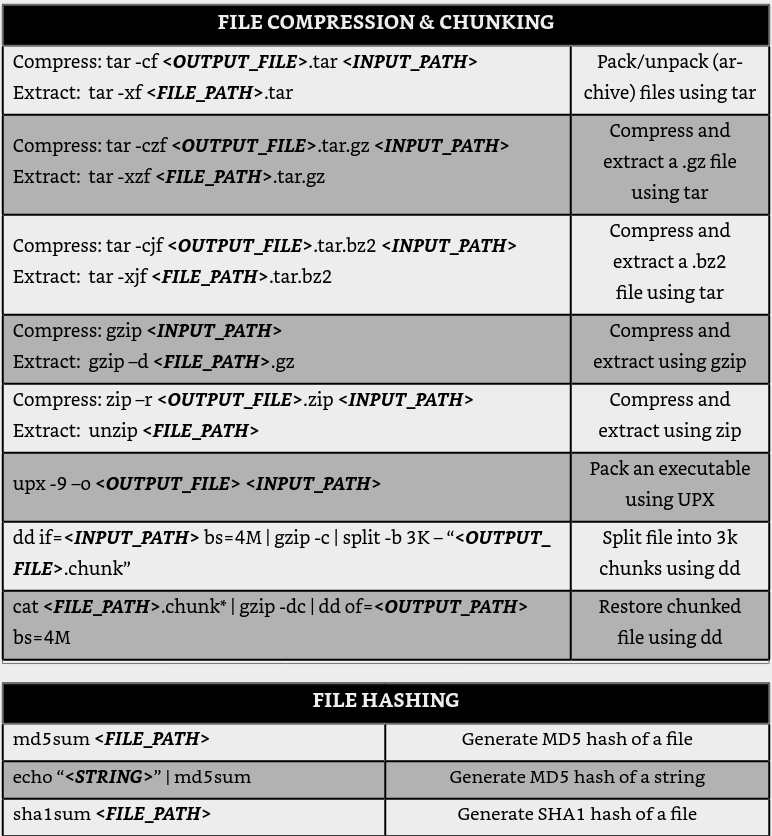 FILE COMPRESSION & CHUNKING
Compress: tar -cf <OUTPUT_FILE>.tar <INPUT_PATH>
Extract:  tar -xf <FILE_PATH>.tar
Pack/unpack (ar-
chive) files using tar
Compress: tar -czf <OUTPUT_FILE>.tar.gz <INPUT_PATH>
Extract:  tar -xzf <FILE_PATH>.tar.gz
Compress and
extract a .gz file
using tar
Compress: tar -cjf <OUTPUT_FILE>.tar.bz2 <INPUT_PATH>
Extract:  tar -xjf <FILE_PATH>.tar.bz2
Compress and
extract a .bz2
file using tar
Compress: gzip <INPUT_PATH>
Extract:  gzip –d <FILE_PATH>.gz
Compress and
extract using gzip
Compress: zip –r <OUTPUT_FILE>.zip <INPUT_PATH>
Extract:  unzip <FILE_PATH>
Compress and
extract using zip
upx -9 –o <OUTPUT_FILE> <INPUT_PATH>
Pack an executable
using UPX
dd if=<INPUT_PATH> bs=4M | gzip -c | split -b 3K – “<OUTPUT_
FILE>.chunk”
Split file into 3k
chunks using dd
cat <FILE_PATH>.chunk* | gzip -dc | dd of=<OUTPUT_PATH>
bs=4M
Restore chunked
file using dd
FILE HASHING
md5sum <FILE_PATH>
Generate MD5 hash of a file
echo “<STRING>” | md5sum
Generate MD5 hash of a string
sha1sum <FILE_PATH>
Generate SHA1 hash of a file